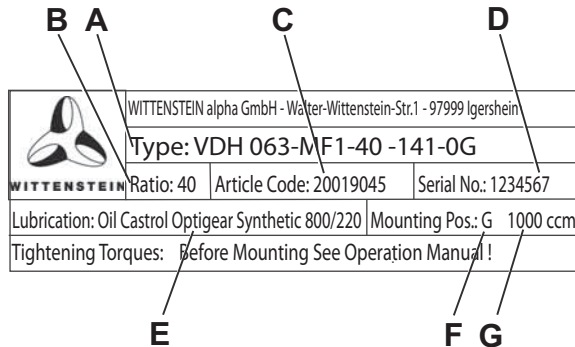 B A C D
WITTENSTEIN alpha GmbH - Walter-Wittenstein-Str.1 - 97999 Igersheim
Type: VDH 063-MF1-40 -141-0G
WITTENSTEIN Ratio: 40 Article Code: 20019045 Serial No.: 1234567
Lubrication: Oil Castrol Optigear Synthetic 800/220 Mounting Pos.: G 1000 ccm
Tightening Torques: Before Mounting See Operation Manual !
E F G